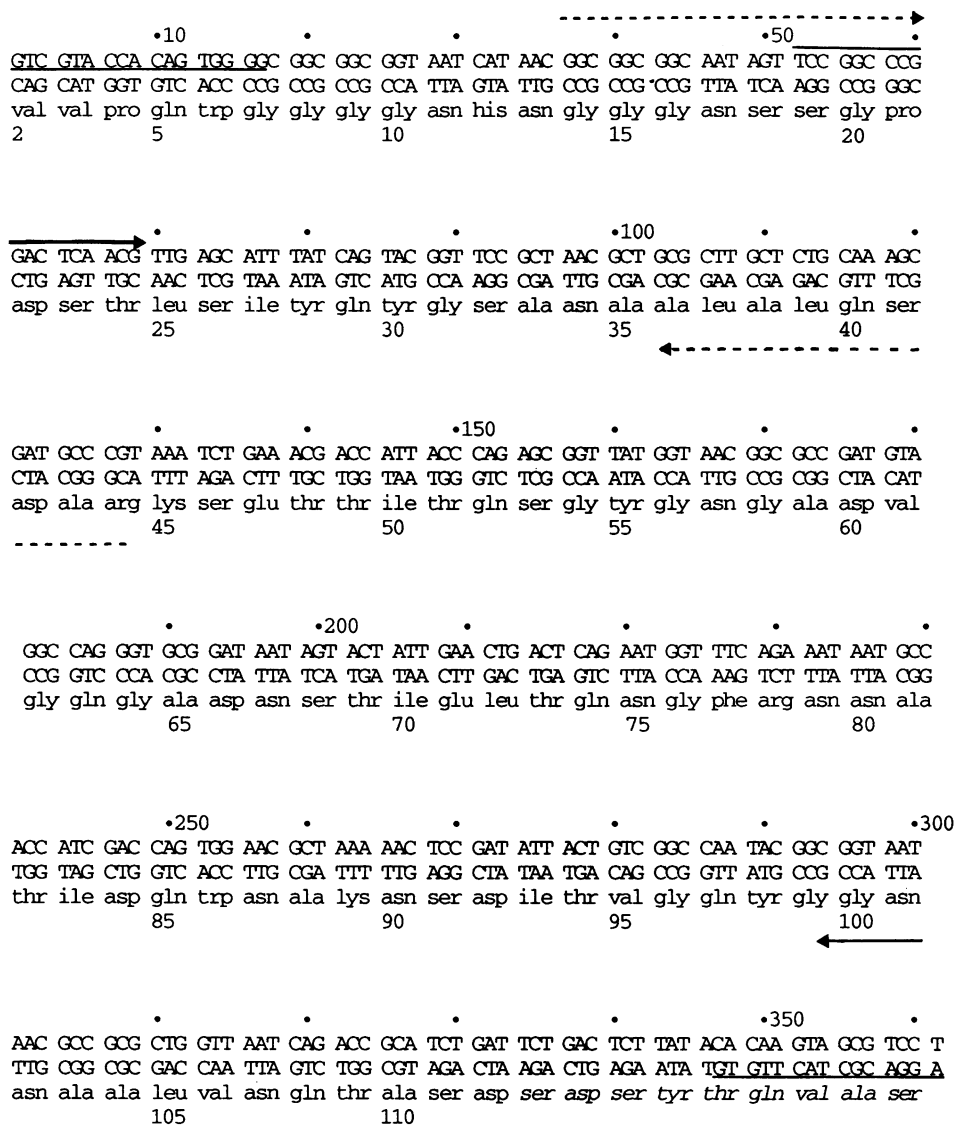 •10 • • • •50 •
GTC GTA CCA CAG TGG GGC GGC GGC GGT AAT CAT AAC GGC GGC GGC AAT AGT TCC GGC CCG
CAG CAT GGT GTC ACC CCG CCG CCG CCA TTA GTA TTG CCG CCG CCG TTA TCA AGG CCG GGC
val val pro gln trp gly gly gly gly asn his asn gly gly gly asn ser ser gly pro
2 5 10 15 20
• • • •100 • •
GAC TCA ACG TTG AGC ATT TAT CAG TAC GGT TCC GCT AAC GCT GCG CTT GCT CTG CAA AGC
CTG AGT TGC AAC TCG TAA ATA GTC ATG CCA AGG CGA TTG CGA CGC GAA CGA GAC GTT TCG
asp ser thr leu ser ile tyr gln tyr gly ser ala asn ala ala leu ala leu gln ser
25 30 35 40
• • •150 • • •
GAT GCC CGT AAA TCT GAA ACG ACC ATT ACC CAG AGC GGT TAT GGT AAC GGC GCC GAT GTA
CTA CGG GCA TTT AGA CTT TGC TGG TAA TGG GTC TCG CCA ATA CCA TTG CCG CGG CTA CAT
asp ala arg lys ser glu thr thr ile thr gln ser gly tyr gly asn gly ala asp val
45 50 55 60
• •200 • • • •
GGC CAG GGT GCG GAT AAT AGT ACT ATT GAA CTG ACT CAG AAT GGT TTC AGA AAT AAT GCC
CCG GTC CCA CGC CTA TTA TCA TGA TAA CTT GAC TGA GTC TTA CCA AAG TCT TTA TTA CGG
gly gln gly ala asp asn ser thr ile glu leu thr gln asn gly phe arg asn asn ala
65 70 75 80
•250 • • • • •300
ACC ATC GAC CAG TGG AAC GCT AAA AAC TCC GAT ATT ACT GTC GGC CAA TAC GGC GGT AAT
TGG TAG CTG GTC ACC TTG CGA TTT TTG AGG CTA TAA TGA CAG CCG GTT ATG CCG CCA TTA
thr ile asp gln trp asn ala lys asn ser asp ile thr val gly gln tyr gly gly asn
85 90 95 100
• • • • •350 •
AAC GCC GCG CTG GTT AAT CAG ACC GCA TCT GAT TCT GAC TCT TAT ACA CAA GTA GCG TCC T
TTG CGG CGC GAC CAA TTA GTC TGG CGT AGA CTA AGA CTG AGA ATA TGT GTT CAT CGC AGG A
asn ala ala leu val asn gln thr ala ser asp ser asp ser tyr thr gln val ala ser
105 110